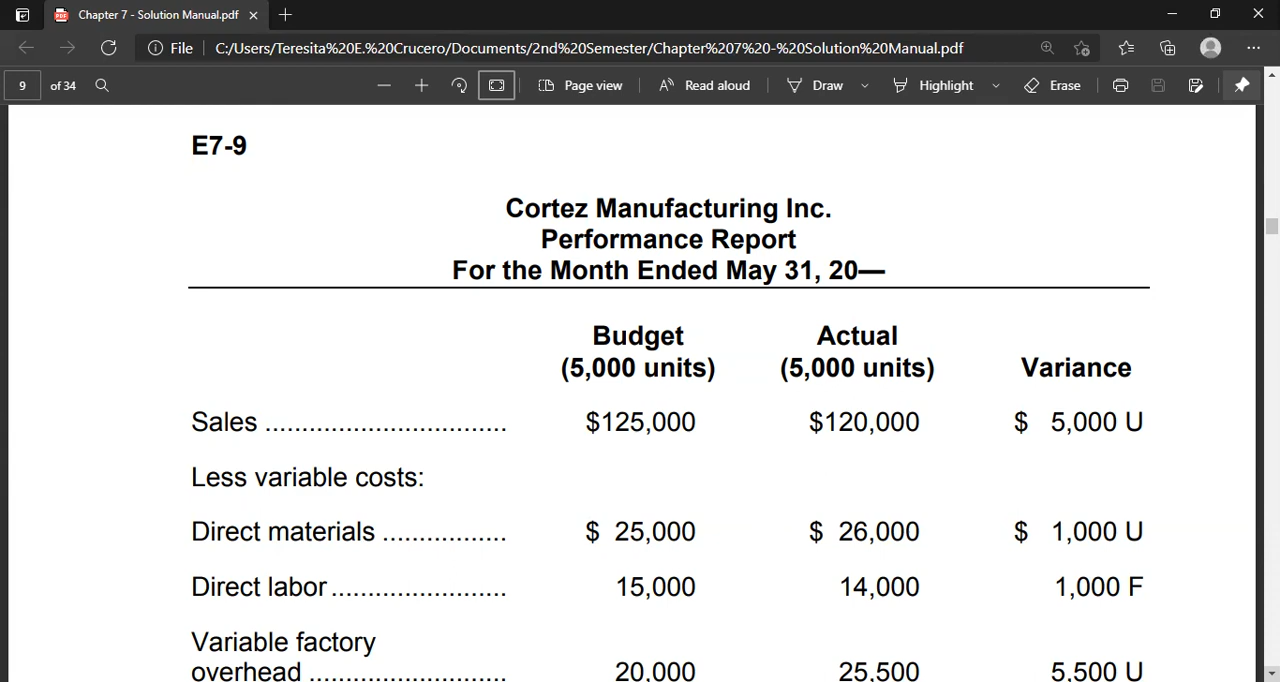 Chapter 7 - Solution Manual.pdf
File C:/Users/Teresita%20E.%20Crucero/Documents/2nd%20Semester/Chapter%207%20-%20Solution%20Manual.pdf
9 of 34 Page view Read aloud Draw Highlight Erase
E7-9
Cortez Manufacturing Inc.
Performance Report
For the Month Ended May 31, 20—
Budget Actual
(5,000 units) (5,000 units) Variance
Sales ................................. $125,000 $120,000 $ 5,000 U
Less variable costs:
Direct materials ................. $ 25,000 $ 26,000 $ 1,000 U
Direct labor ........................ 15,000 14,000 1,000 F
Variable factory
overhead ........................... 20,000 25,500 5,500 U